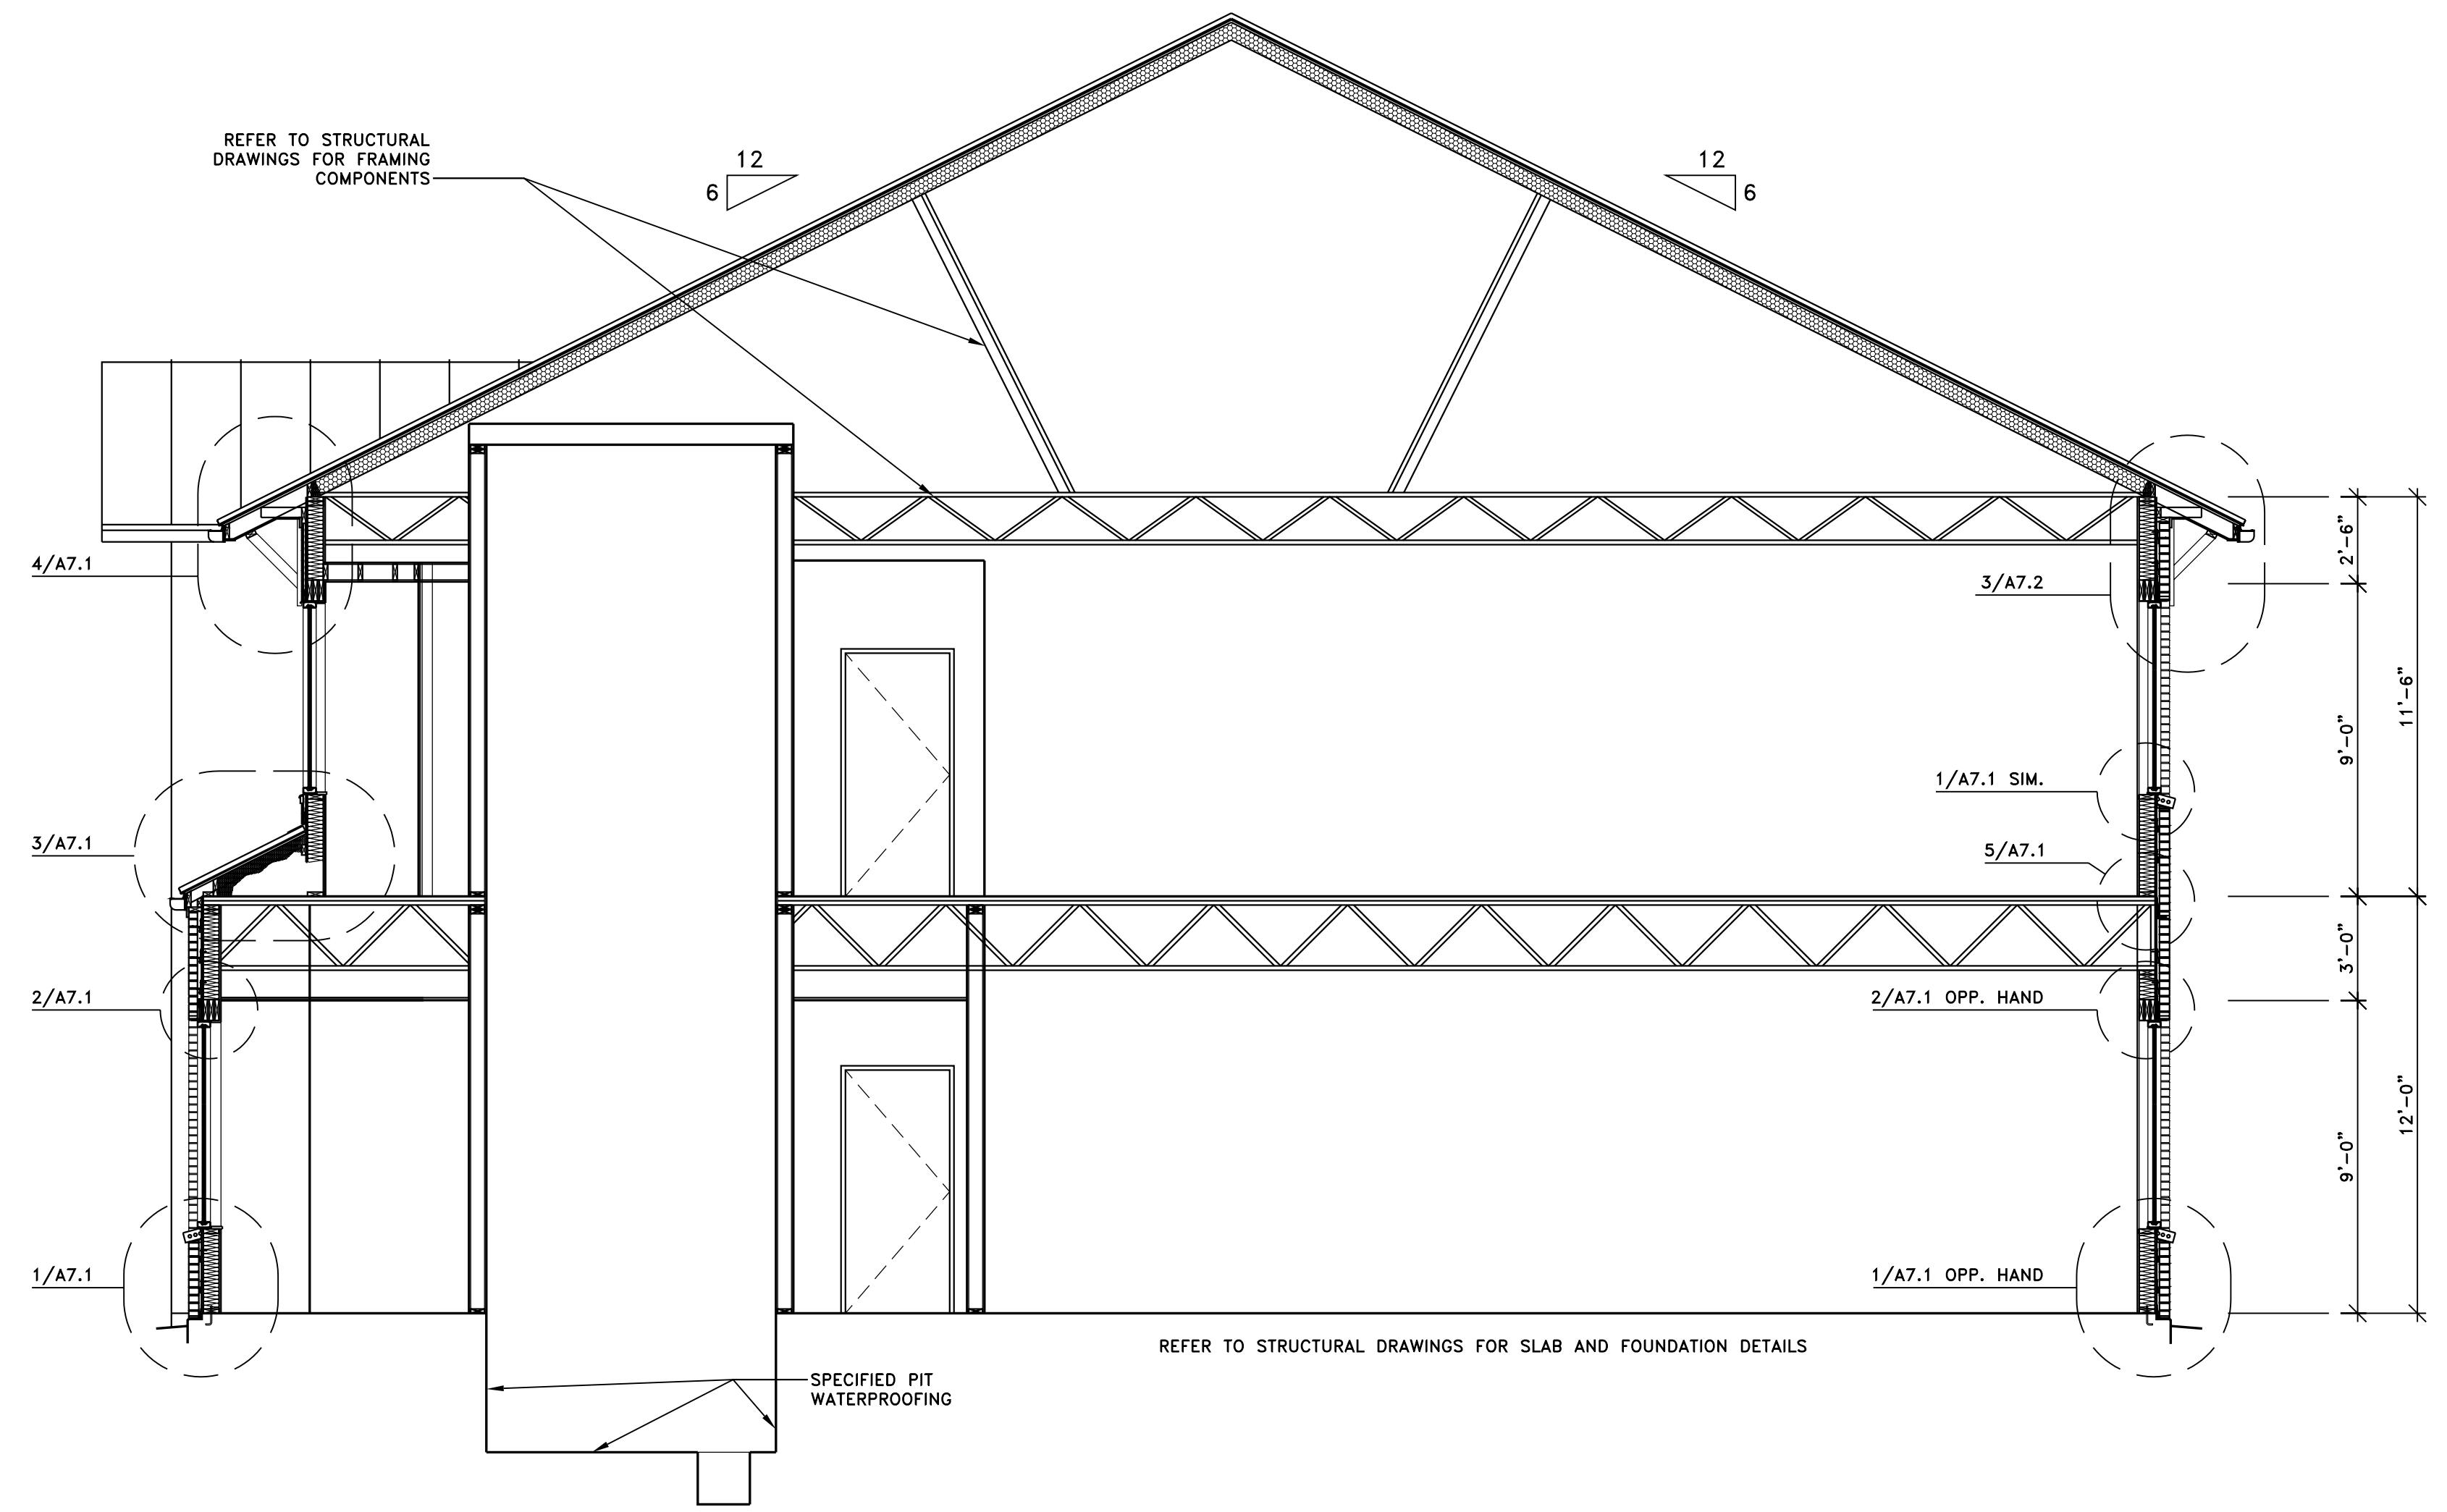 REFER TO STRUCTURAL
DRAWINGS FOR FRAMING
COMPONENTS
12
6
12
6
4/A7.1
3/A7.2
2'-6"
11'-6"
9'-0"
1/A7.1 SIM.
3/A7.1
5/A7.1
3'-0"
2/A7.1
2/A7.1 OPP. HAND
12'-0"
9'-0"
1/A7.1
1/A7.1 OPP. HAND
REFER TO STRUCTURAL DRAWINGS FOR SLAB AND FOUNDATION DETAILS
SPECIFIED PIT
WATERPROOFING